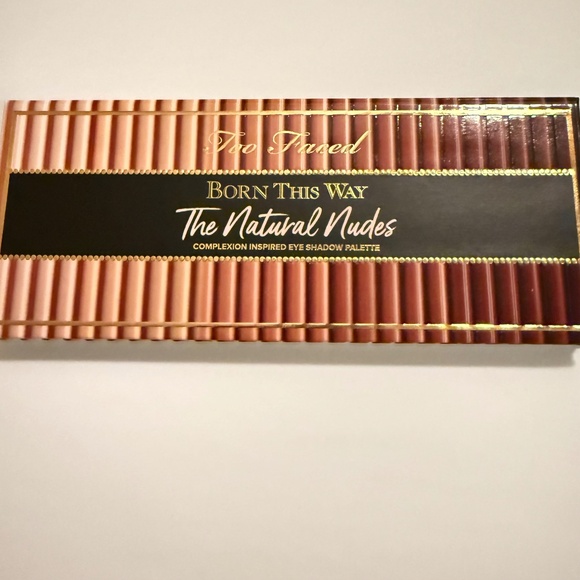 Too Faced
BORN THIS WAY
The Natural Nudes
COMPLEXION INSPIRED EYE SHADOW PALETTE